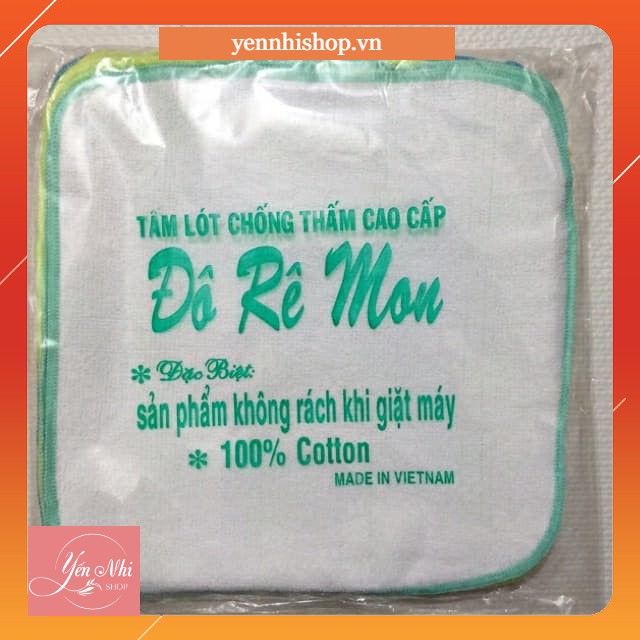 yennhishop.vn
TẤM LÓT CHỐNG THẤM CAO CẤP
Đô Rê Mon
* Đặc Biệt:
sản phẩm không rách khi giặt máy
* 100% Cotton
MADE IN VIETNAM
Yến Nhi
SHOP